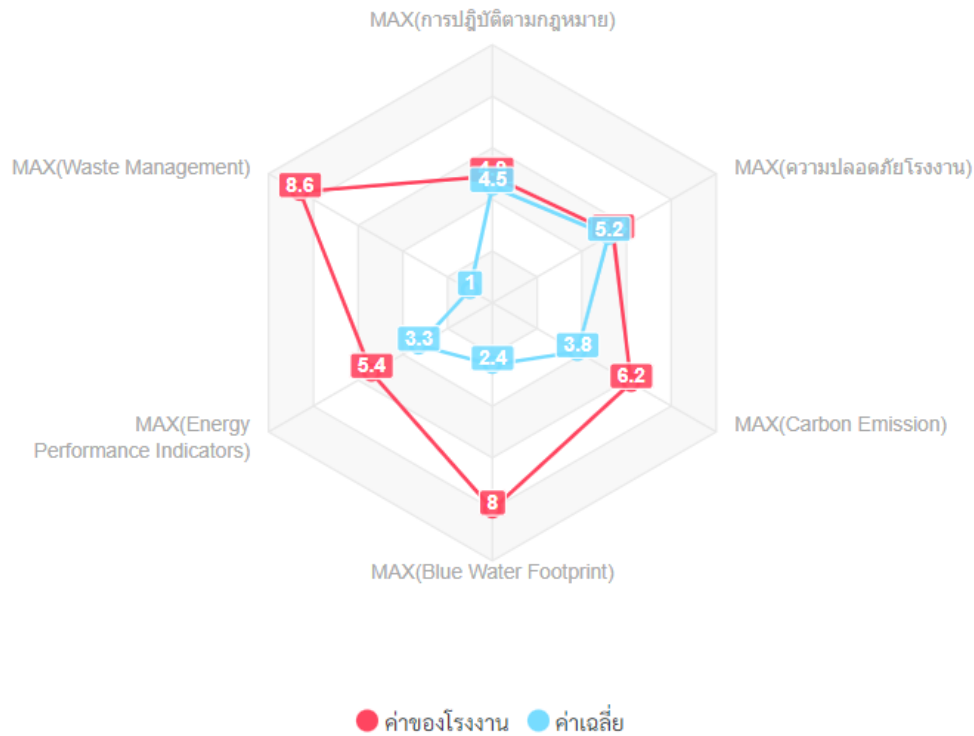 MAX(การปฏิบัติตามกฎหมาย)
MAX(Waste Management)
MAX(ความปลอดภัยโรงงาน)
8.6
4.5
5.2
1
3.3
2.4
3.8
5.4
6.2
MAX(Energy
Performance Indicators)
MAX(Carbon Emission)
8
MAX(Blue Water Footprint)
ค่าของโรงงาน
ค่าเฉลี่ย